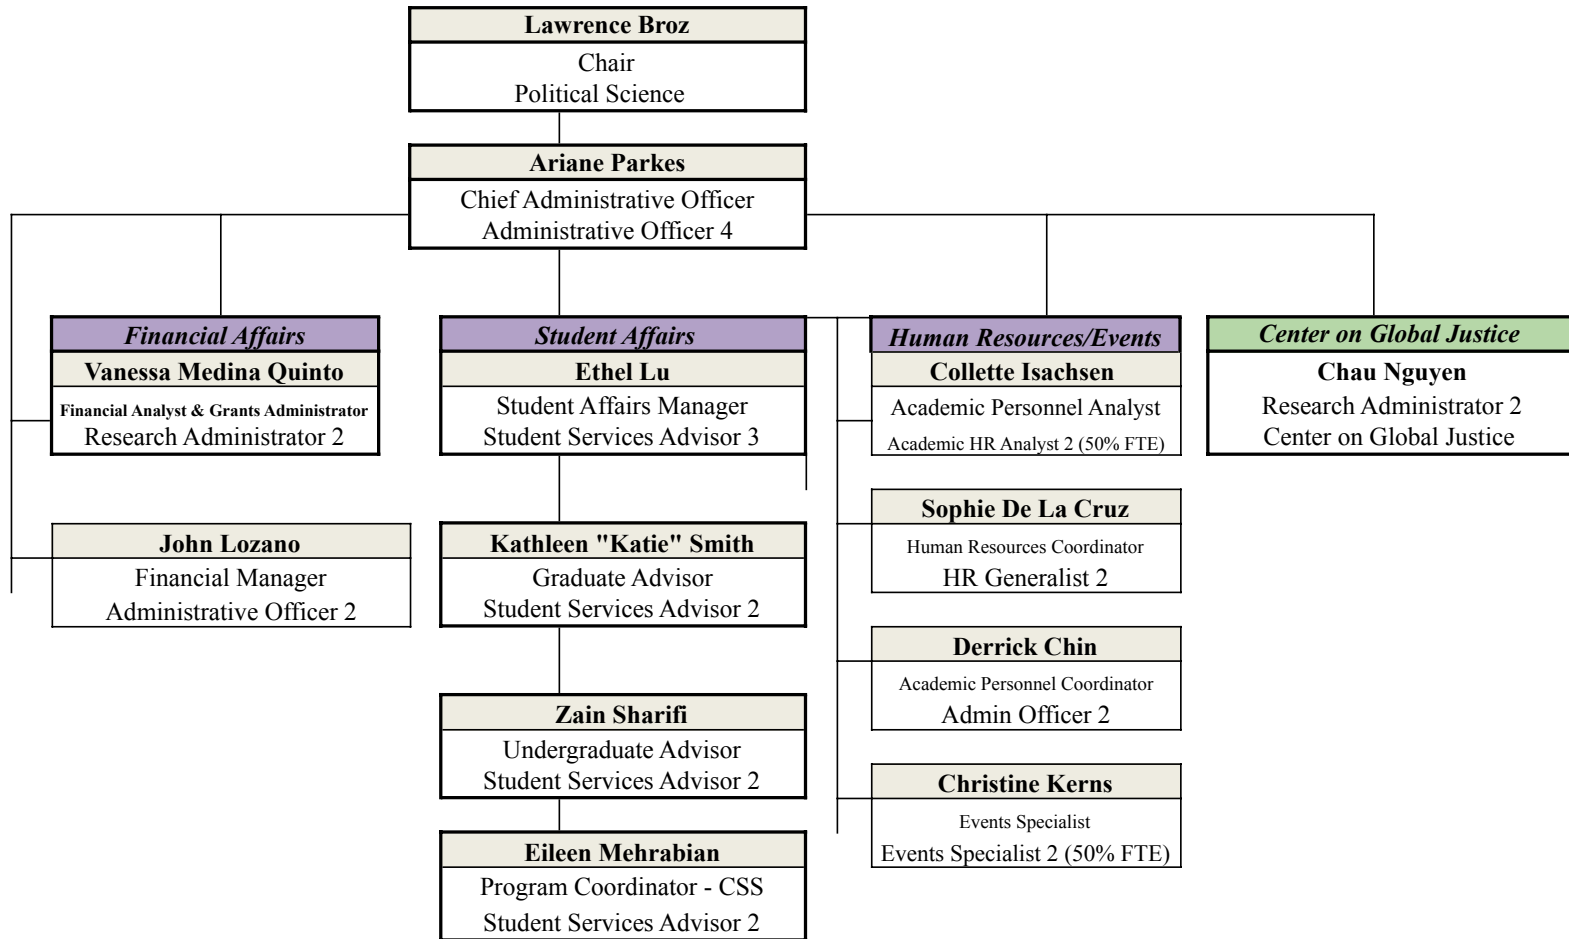 Lawrence Broz
Chair
Political Science
Ariane Parkes
Chief Administrative Officer
Administrative Officer 4
Financial Affairs
Vanessa Medina Quinto
Financial Analyst & Grants Administrator
Research Administrator 2
John Lozano
Financial Manager
Administrative Officer 2
Student Affairs
Ethel Lu
Student Affairs Manager
Student Services Advisor 3
Kathleen "Katie" Smith
Graduate Advisor
Student Services Advisor 2
Zain Sharifi
Undergraduate Advisor
Student Services Advisor 2
Eileen Mehrabian
Program Coordinator - CSS
Student Services Advisor 2
Human Resources/Events
Collette Isachsen
Academic Personnel Analyst
Academic HR Analyst 2 (50% FTE)
Sophie De La Cruz
Human Resources Coordinator
HR Generalist 2
Derrick Chin
Academic Personnel Coordinator
Admin Officer 2
Christine Kerns
Events Specialist
Events Specialist 2 (50% FTE)
Center on Global Justice
Chau Nguyen
Research Administrator 2
Center on Global Justice